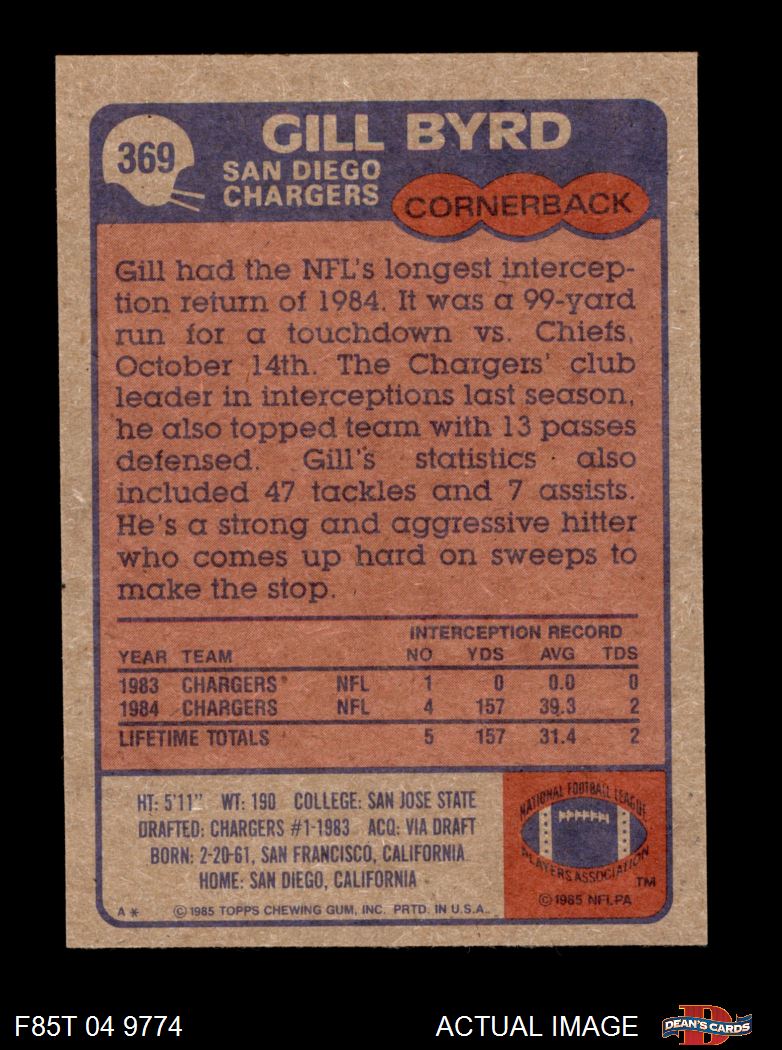 369
GILL BYRD
SAN DIEGO
CHARGERS
CORNERBACK
Gill had the NFL's longest intercep-
tion return of 1984. It was a 99-yard
run for a touchdown vs. Chiefs,
October 14th. The Chargers' club
leader in interceptions last season,
he also topped team with 13 passes
defensed. Gill's statistics also
included 47 tackles and 7 assists.
He's a strong and aggressive hitter
who comes up hard on sweeps to
make the stop.
INTERCEPTION RECORD
YEAR TEAM NO YDS AVG TDS
1983 CHARGERS NFL 1 0 0.0 0
1984 CHARGERS NFL 4 157 39.3 2
LIFETIME TOTALS 5 157 31.4 2
HT: 5'11" WT: 190 COLLEGE: SAN JOSE STATE
DRAFTED: CHARGERS #1-1983 ACQ: VIA DRAFT
BORN: 2-20-61, SAN FRANCISCO, CALIFORNIA
HOME: SAN DIEGO, CALIFORNIA
A * © 1985 TOPPS CHEWING GUM, INC. PRTD. IN U.S.A.
NATIONAL FOOTBALL LEAGUE
PLAYERS ASSOCIATION
TM
© 1985 NFLPA
F85T 04 9774
ACTUAL IMAGE
DEAN'S CARDS